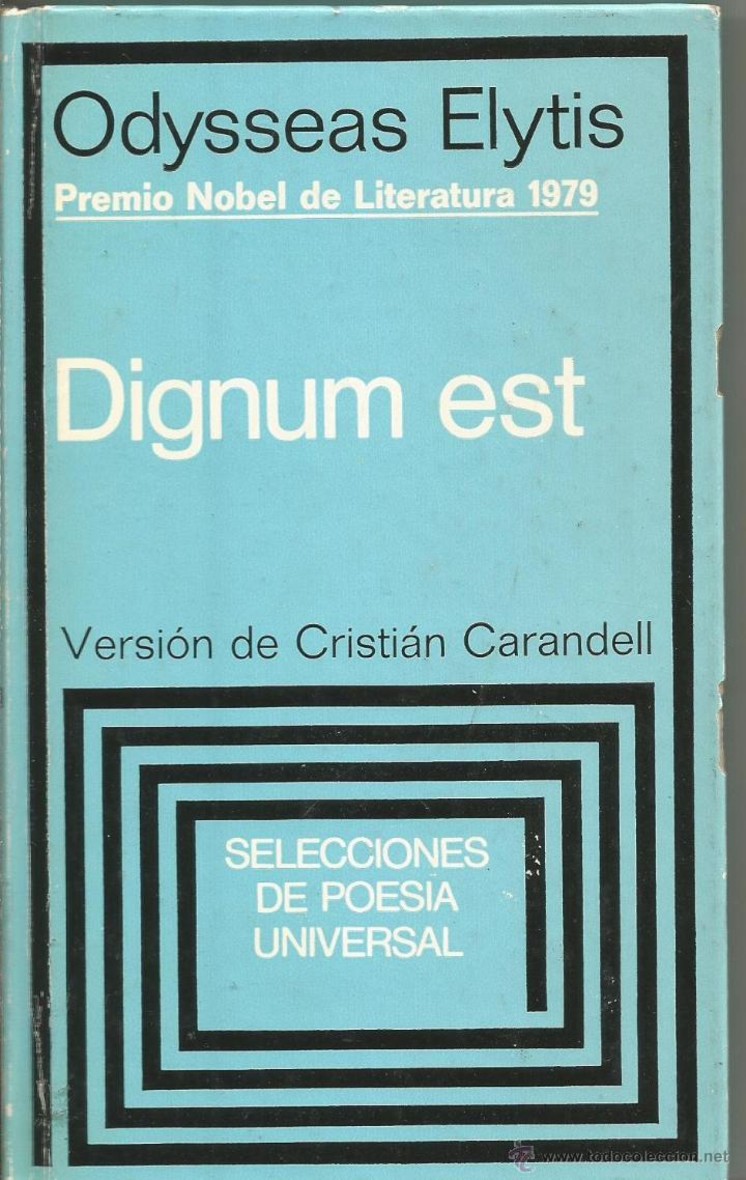 Odysseas Elytis
Premio Nobel de Literatura 1979
Dignum est
Versión de Cristián Carandell
SELECCIONES
DE POESIA
UNIVERSAL
www.todocoleccion.net